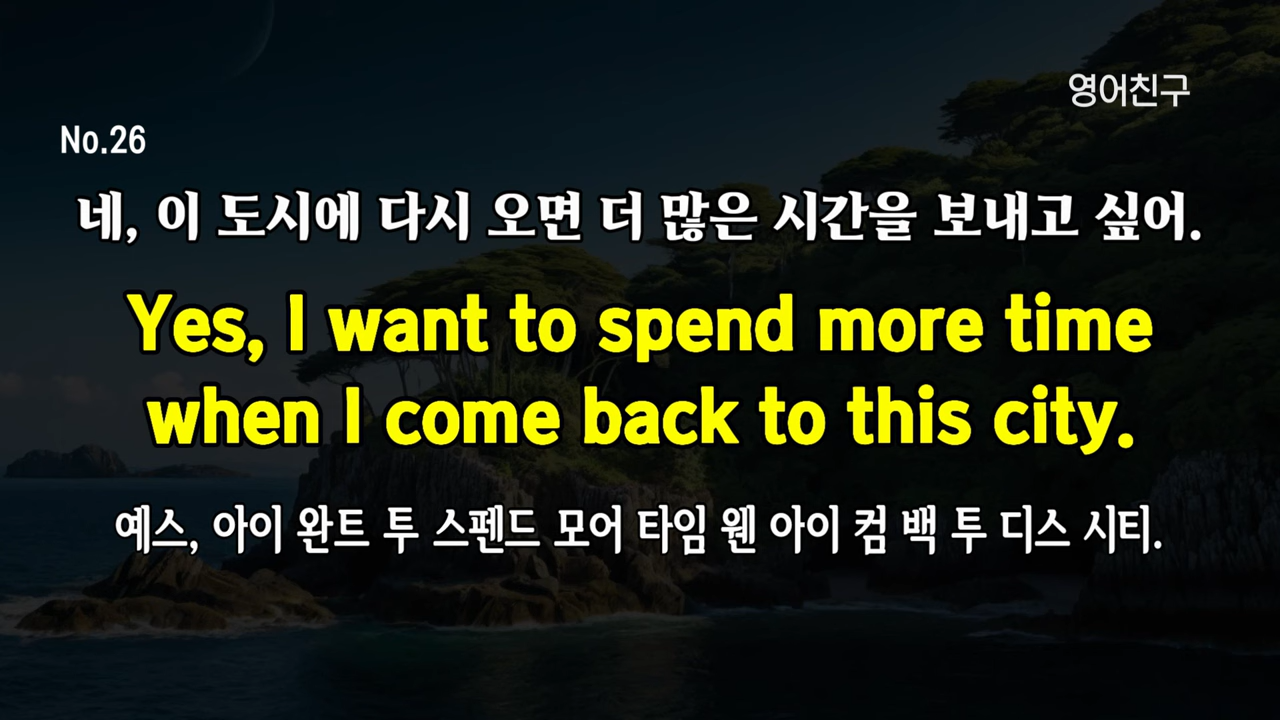 영어친구
No.26
네, 이 도시에 다시 오면 더 많은 시간을 보내고 싶어.
Yes, I want to spend more time
when I come back to this city.
예스, 아이 완트 투 스펜드 모어 타임 웬 아이 컴 백 투 디스 시티.